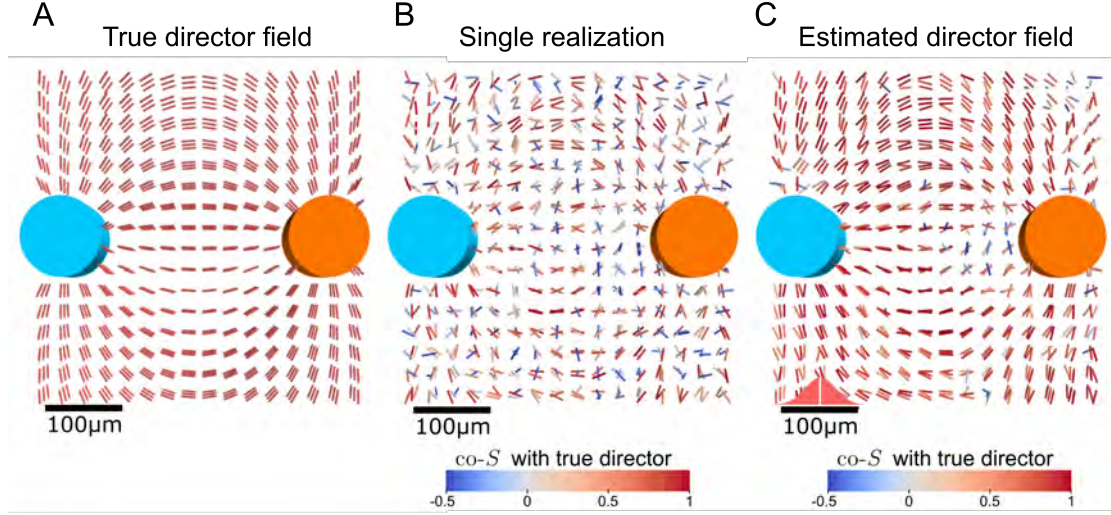 A
True director field
B
Single realization
C
Estimated director field
100µm
100µm
100µm
co-S with true director
-0.5 0 0.5 1
co-S with true director
-0.5 0 0.5 1